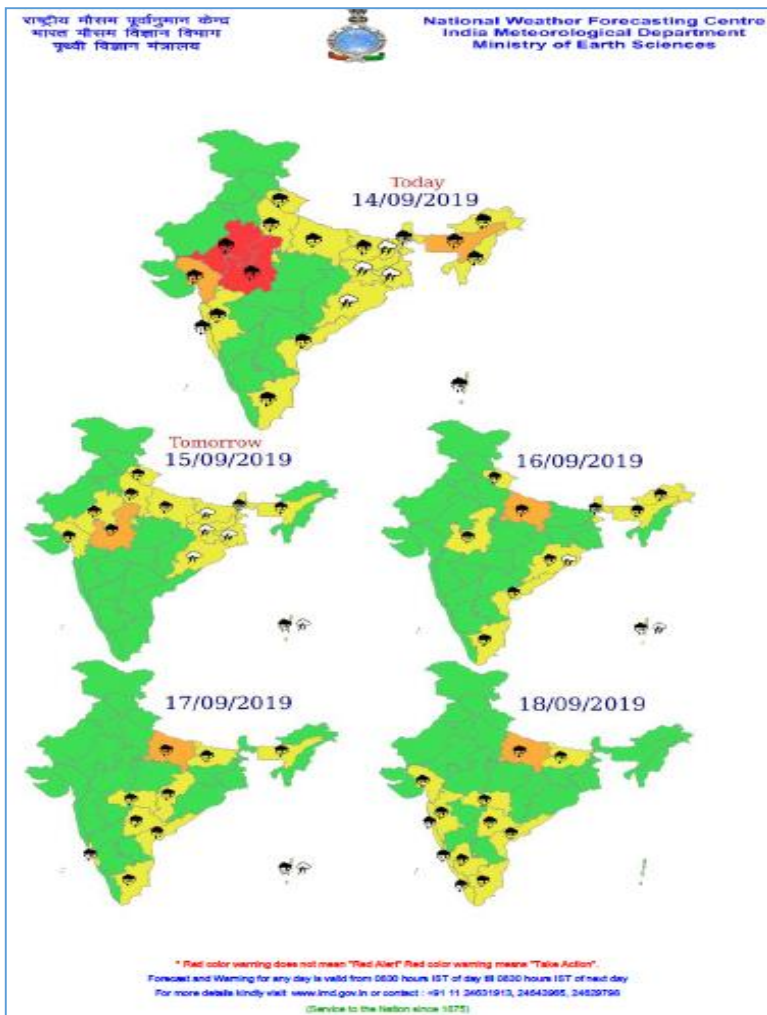 राष्ट्रीय मौसम पूर्वानुमान केन्द्र
भारत मौसम विज्ञान विभाग
पृथ्वी विज्ञान मंत्रालय
National Weather Forecasting Centre
India Meteorological Department
Ministry of Earth Sciences
Today
14/09/2019
Tomorrow
15/09/2019
16/09/2019
17/09/2019
18/09/2019
* Red color warning does not mean "Red Alert" Red color warning means "Take Action".
Forecast and Warning for any day is valid from 0830 hours IST of day till 0830 hours IST of next day
For more details kindly visit: www.imd.gov.in or contact : +91 11 24631913, 24643965, 24629798
(Service to the Nation since 1875)